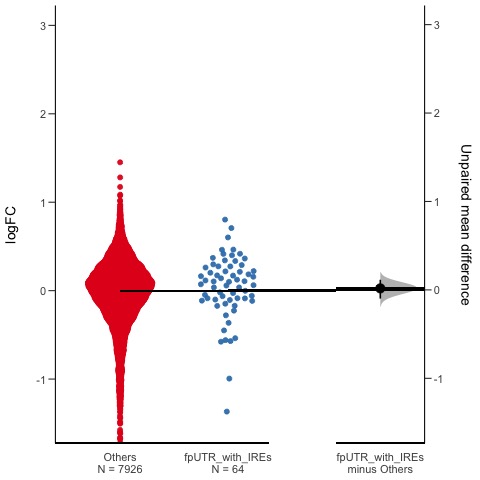 3
2
1
0
-1
logFC
Others
N = 7926
fpUTR_with_IREs
N = 64
3
2
1
0
-1
Unpaired mean difference
fpUTR_with_IREs
minus Others